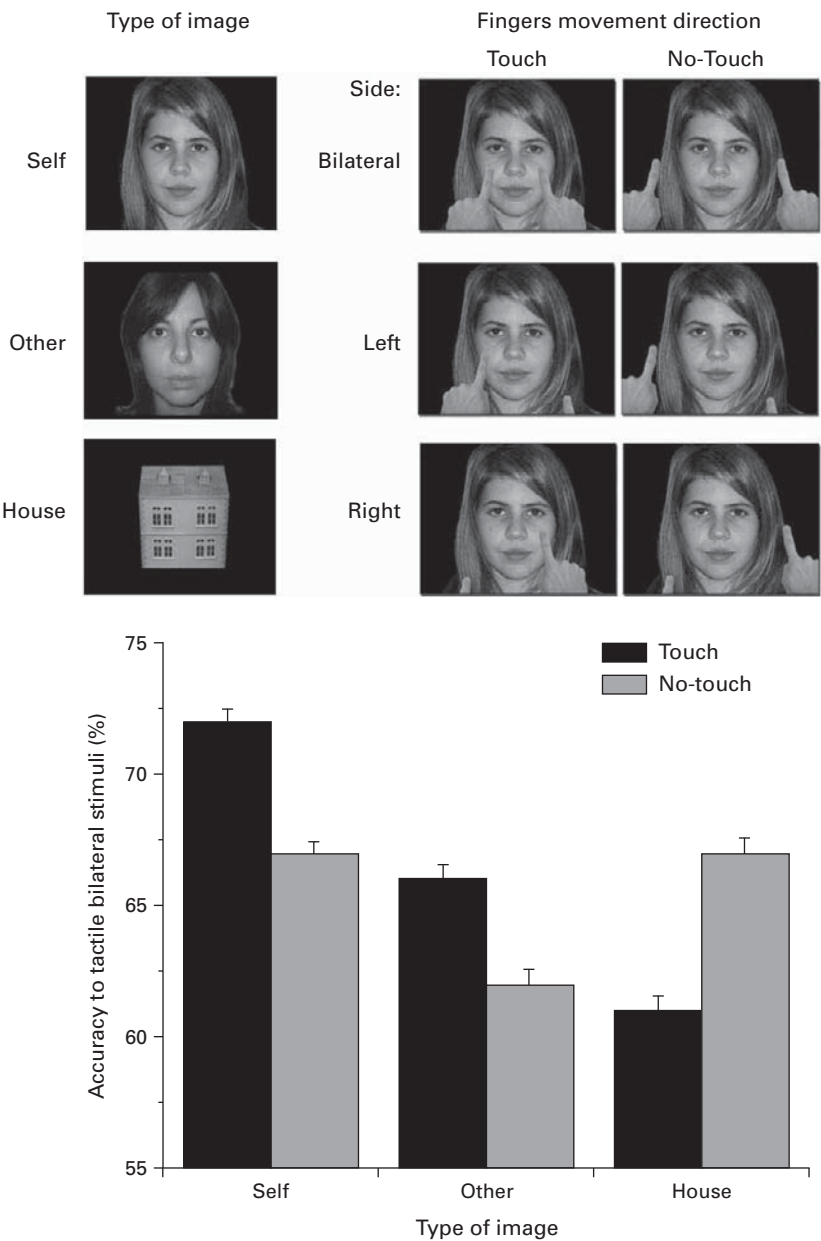 Type of image
Fingers movement direction
Touch No-Touch
Side:
Self
Bilateral
Other
Left
House
Right
75
70
65
60
55
Accuracy to tactile bilateral stimuli (%)
Touch
No-touch
Self Other House
Type of image